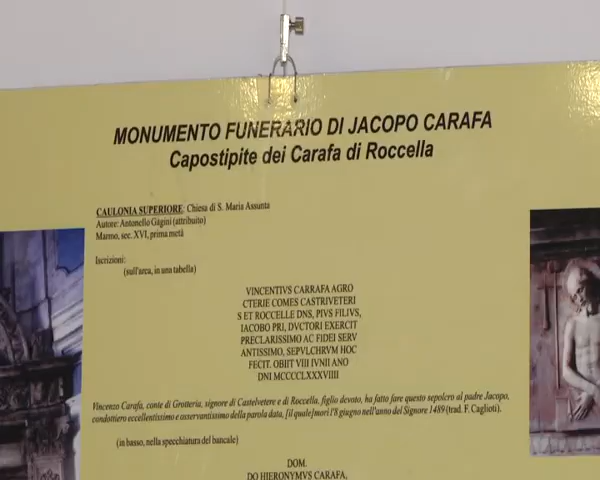 MONUMENTO FUNERARIO DI JACOPO CARAFA
Capostipite dei Carafa di Roccella
CAULONIA SUPERIORE: Chiesa di S. Maria Assunta
Autore: Antonello Gagini (attribuito)
Marmo, sec. XVI, prima metà
Iscrizioni:
(sull'arca, in una tabella)
VINCENTIVS CARRAFA AGRO
CTERIE COMES CASTRIVETERI
S ET ROCCELLE DNS, PIVS FILIVS,
IACOBO PRI, DVCTORI EXERCIT
PRECLARISSIMO AC FIDEI SERV
ANTISSIMO, SEPVLCHRVM HOC
FECIT. OBIIT VIII IVNII ANO
DNI MCCCCLXXXVIIII
Vincenzo Carafa, conte di Grotteria, signore di Castelvetere e di Roccella, figlio devoto, ha fatto fare questo sepolcro al padre Jacopo,
condottiero eccellentissimo e osservantissimo della parola data, [il quale] morì l'8 giugno nell'anno del Signore 1489 (trad. F. Caglioti).
(in basso, nella specchiatura del bancale)
DOM.
DO HIERONYMVS CARAFA,